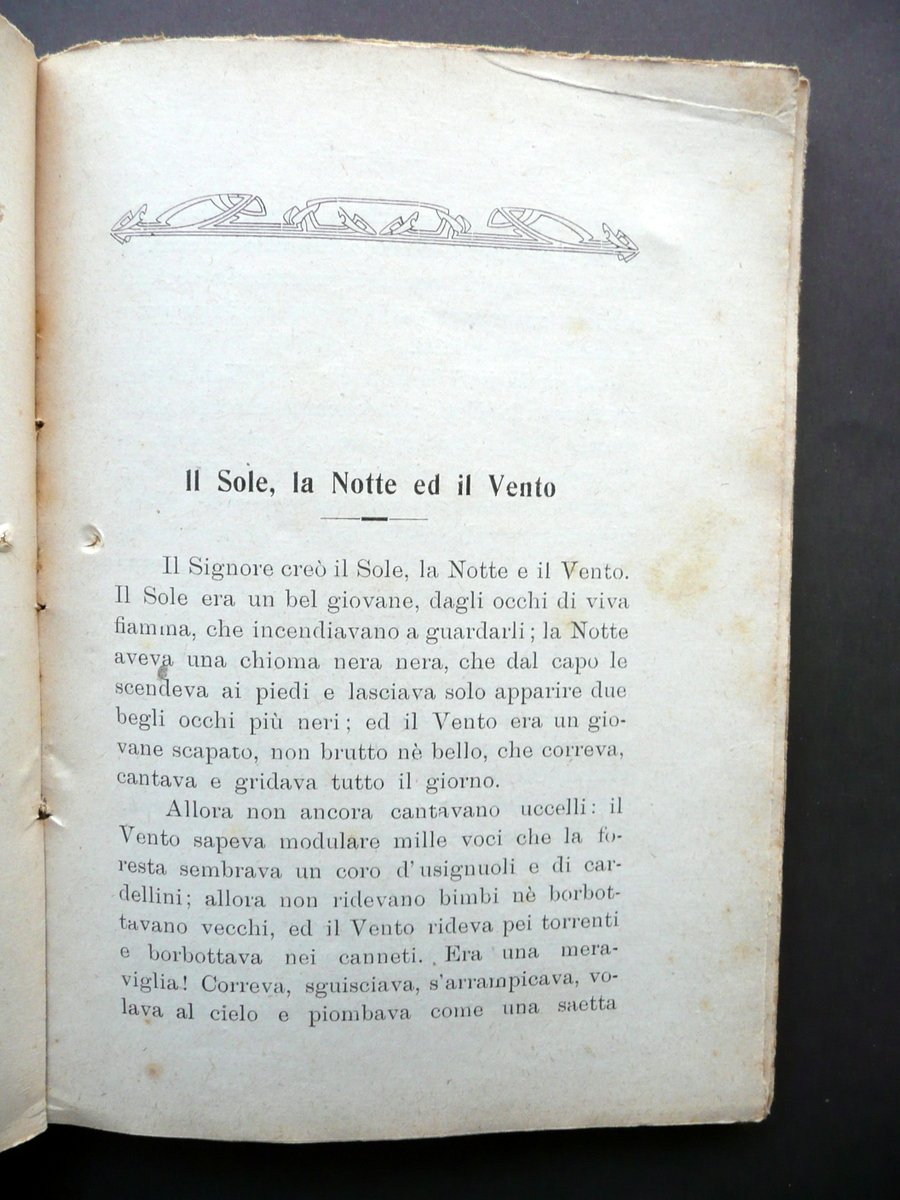 Il Sole, la Notte ed il Vento
Il Signore creò il Sole, la Notte e il Vento.
Il Sole era un bel giovane, dagli occhi di viva
fiamma, che incendiavano a guardarli; la Notte
aveva una chioma nera nera, che dal capo le
scendeva ai piedi e lasciava solo apparire due
begli occhi più neri; ed il Vento era un gio-
vane scapato, non brutto nè bello, che correva,
cantava e gridava tutto il giorno.
Allora non ancora cantavano uccelli: il
Vento sapeva modulare mille voci che la fo-
resta sembrava un coro d'usignuoli e di car-
dellini; allora non ridevano bimbi nè borbot-
tavano vecchi, ed il Vento rideva pei torrenti
e borbottava nei canneti. Era una mera-
viglia! Correva, sguisciava, s'arrampicava, vo-
lava al cielo e piombava come una saetta